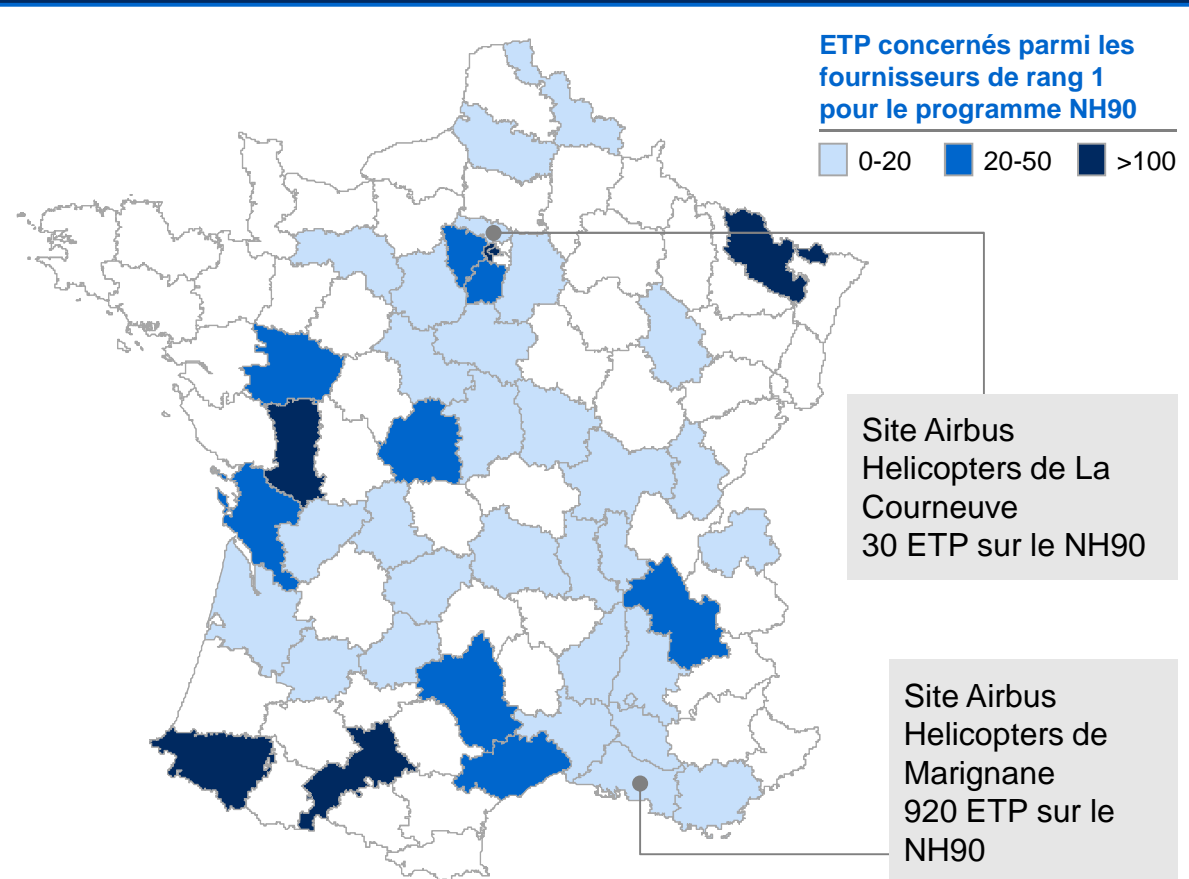 ETP concernés parmi les
fournisseurs de rang 1
pour le programme NH90
0-20 20-50 >100
Site Airbus
Helicopters de La
Courneuve
30 ETP sur le NH90
Site Airbus
Helicopters de
Marignane
920 ETP sur le
NH90